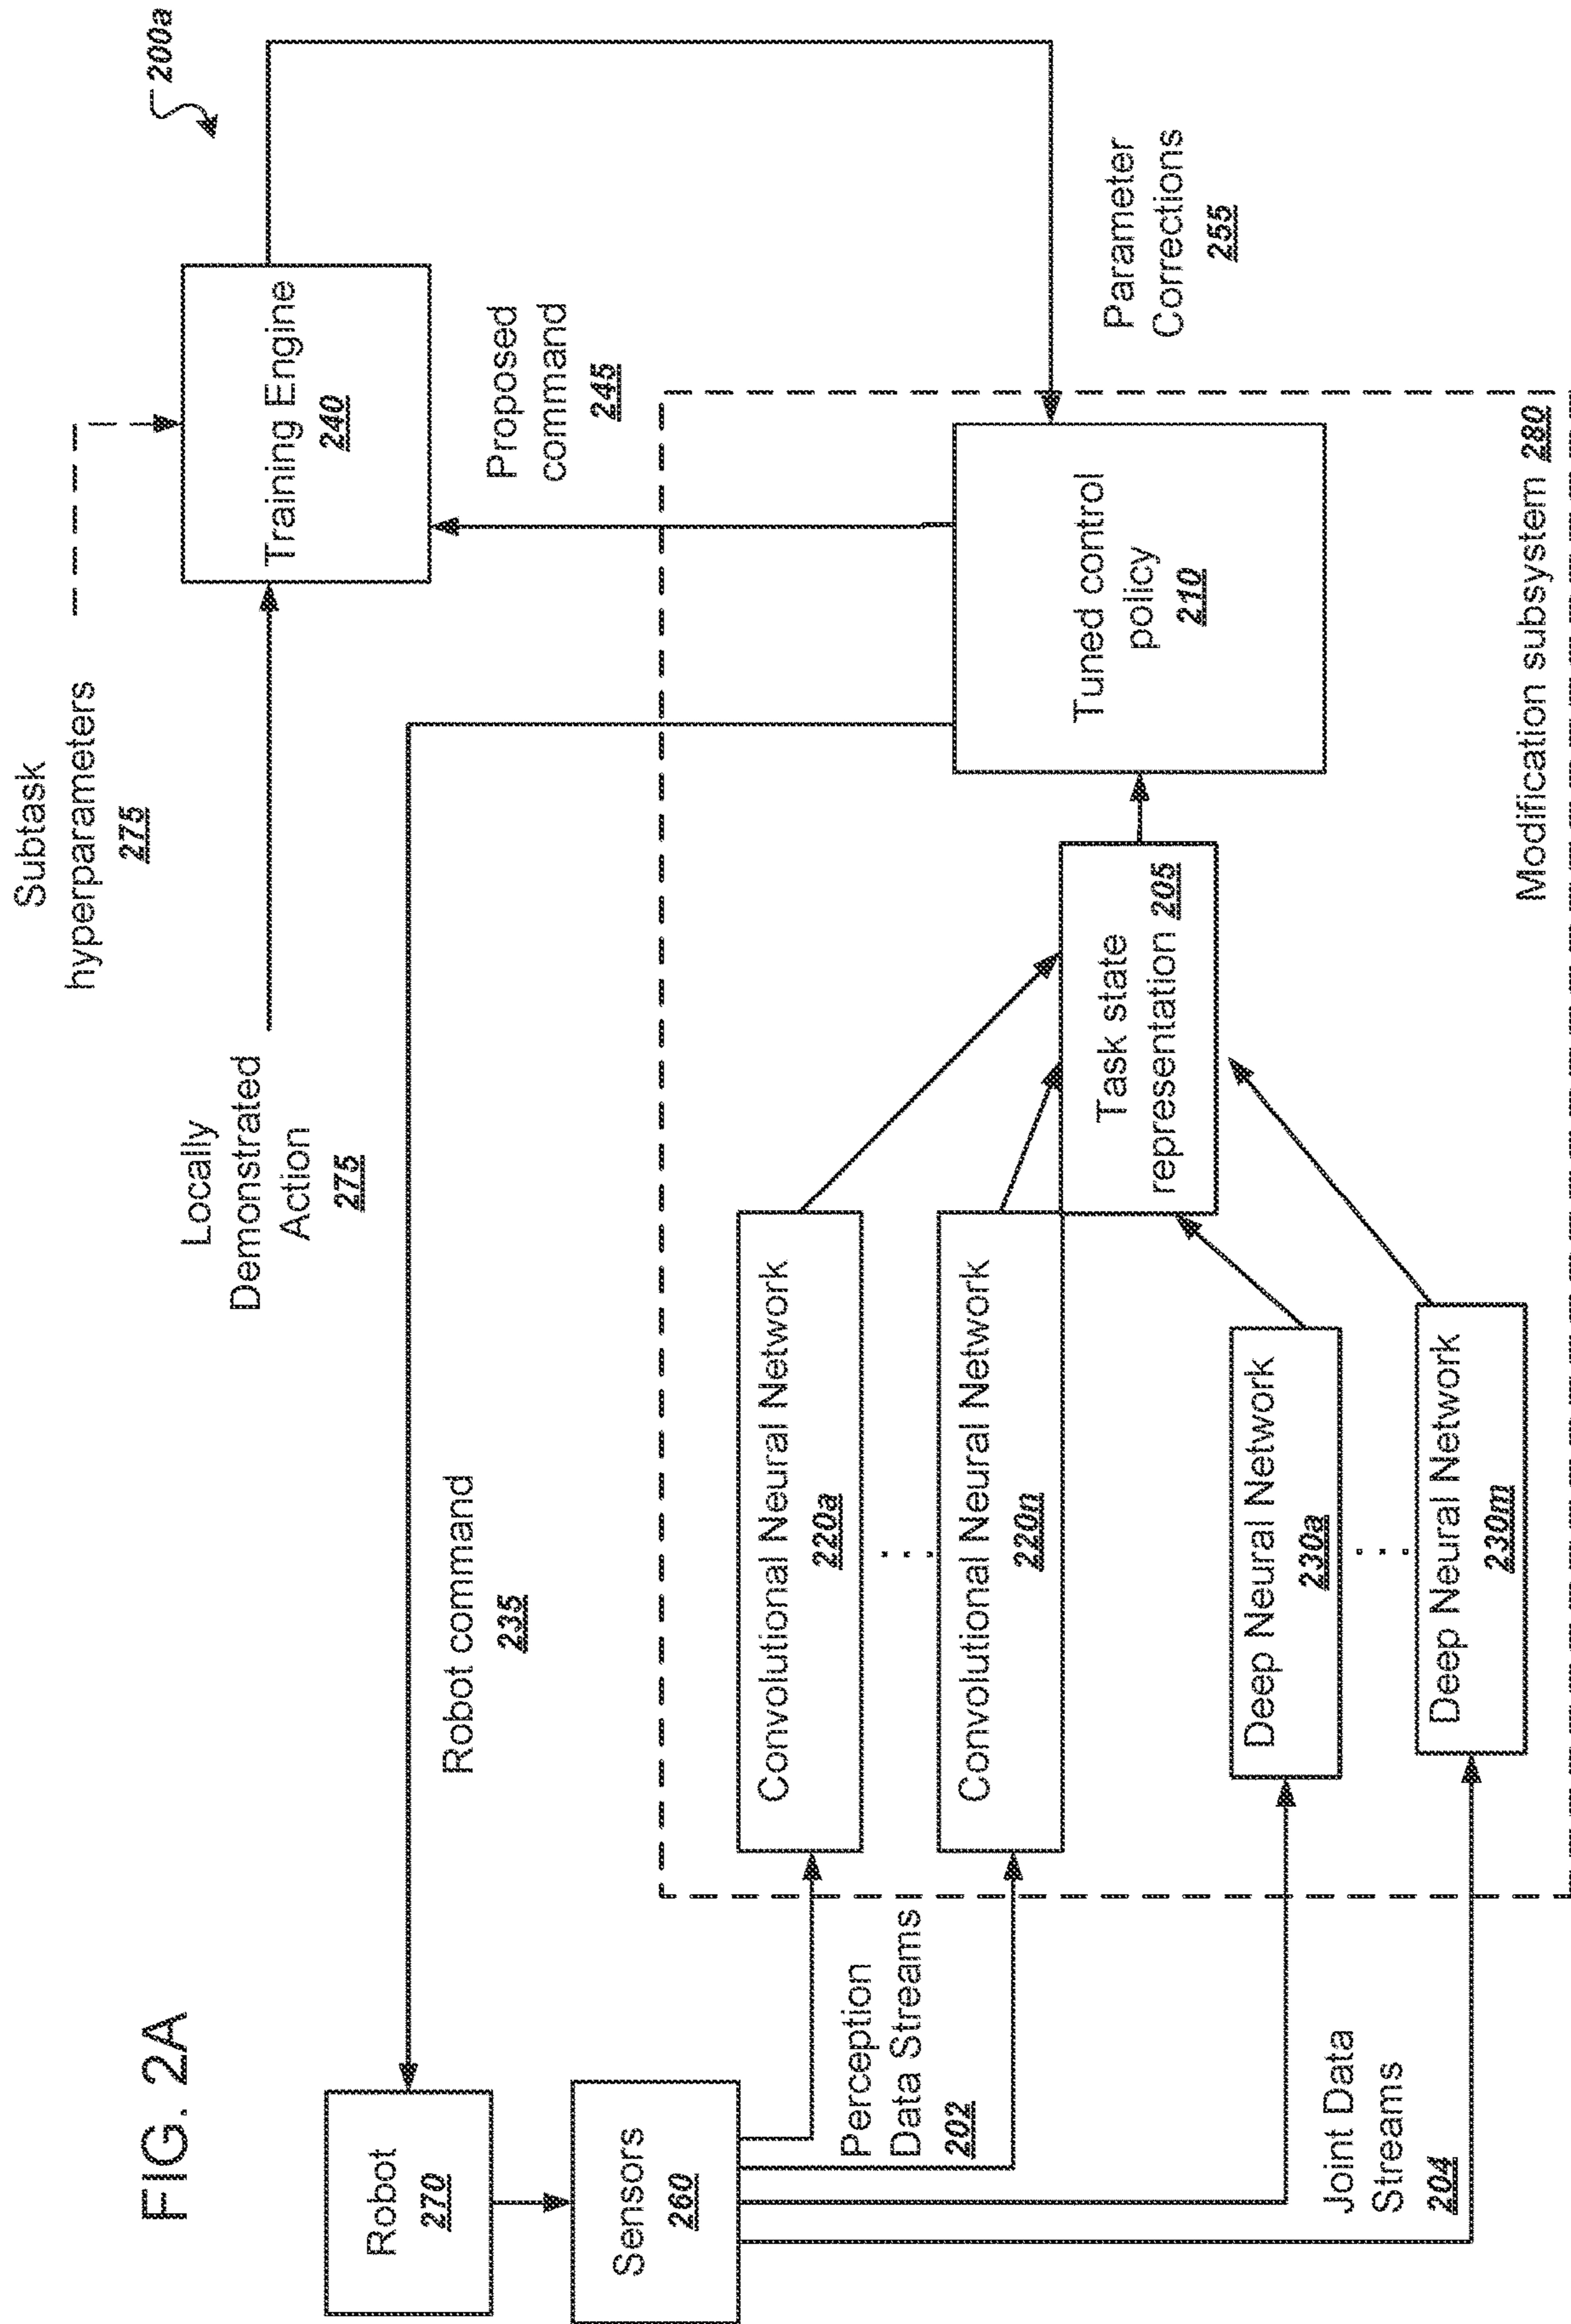 FIG. 2A
200a
Subtask
hyperparameters
275
Locally
Demonstrated
Action
275
Training Engine
240
Robot
270
Robot command
235
Proposed
command
245
Sensors
260
Perception
Data Streams
202
Convolutional Neural Network
220a
. . .
Convolutional Neural Network
220n
Task state
representation 205
Tuned control
policy
210
Parameter
Corrections
255
Joint Data
Streams
204
Deep Neural Network
230a
. . .
Deep Neural Network
230m
Modification subsystem 280